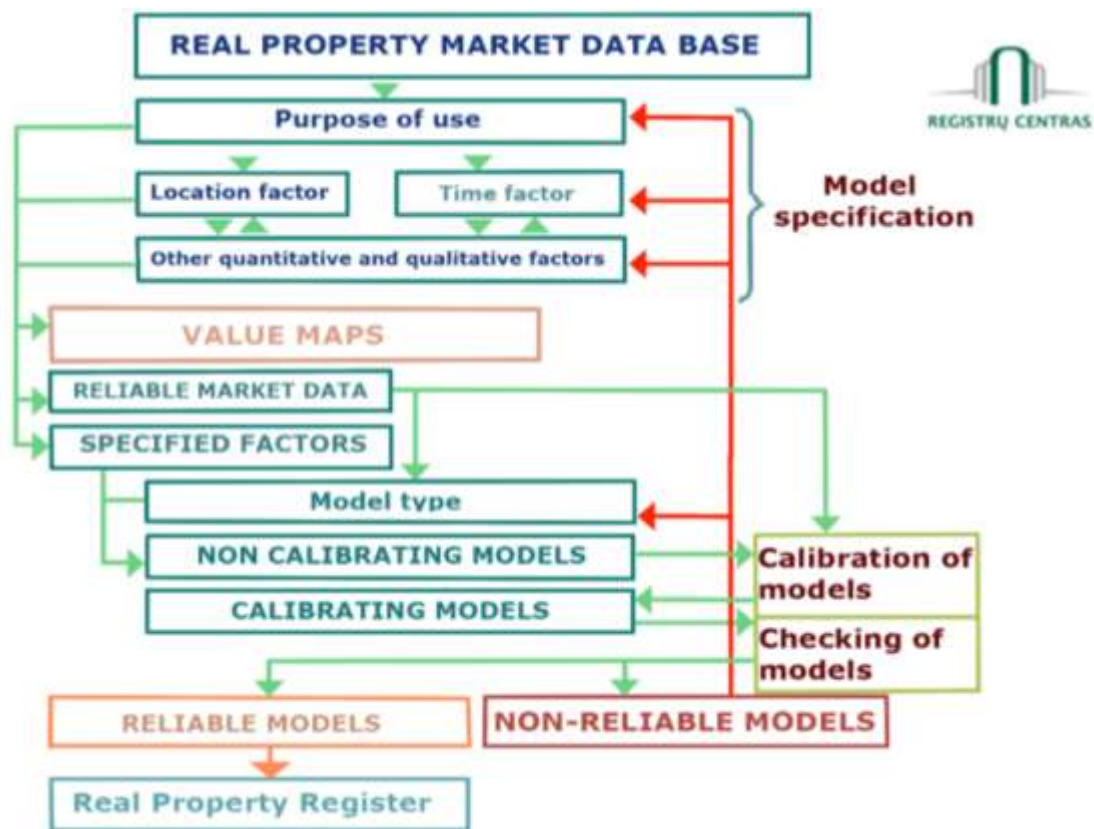 REAL PROPERTY MARKET DATA BASE
REGISTRŲ CENTRAS
Purpose of use
Location factor
Time factor
Model
specification
Other quantitative and qualitative factors
VALUE MAPS
RELIABLE MARKET DATA
SPECIFIED FACTORS
Model type
NON CALIBRATING MODELS
Calibration of
models
CALIBRATING MODELS
Checking of
models
RELIABLE MODELS
NON-RELIABLE MODELS
Real Property Register